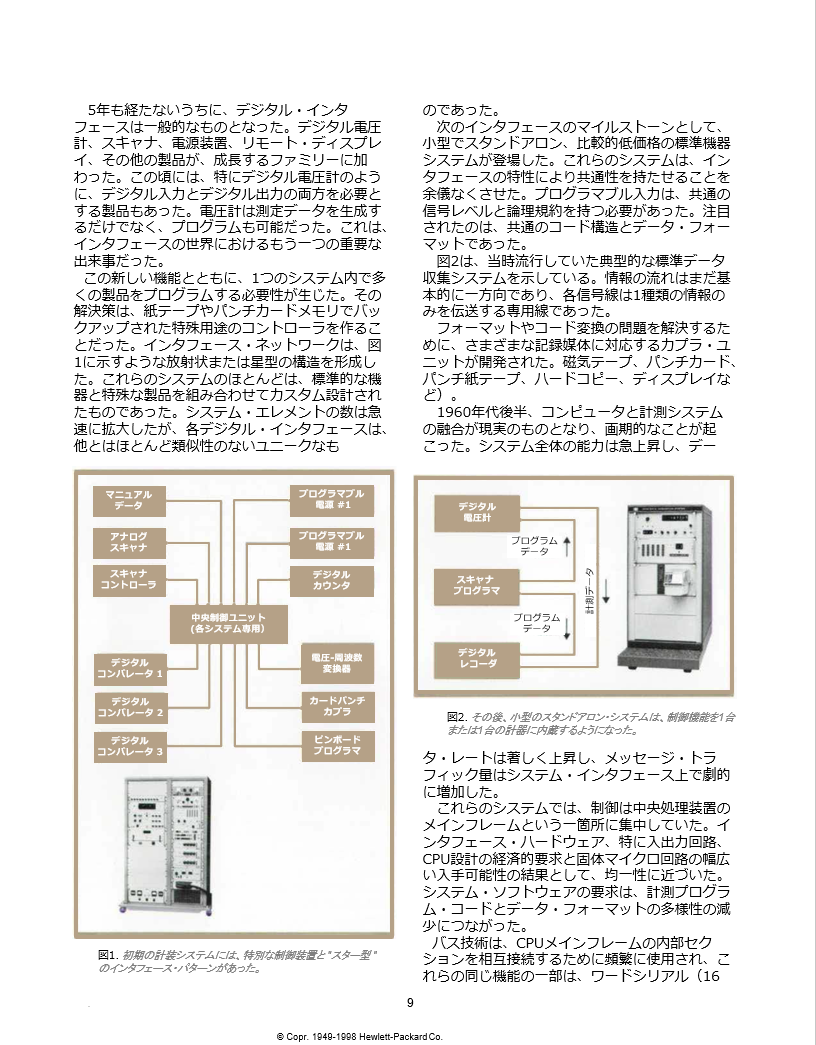 5年も経たないうちに、デジタル・インタ
フェースは一般的なものとなった。デジタル電圧
計、スキャナ、電源装置、リモート・ディスプレ
イ、その他の製品が、成長するファミリーに加
わった。この頃には、特にデジタル電圧計のよう
に、デジタル入力とデジタル出力の両方を必要と
する製品もあった。電圧計は測定データを生成す
るだけでなく、プログラムも可能だった。これは、
インタフェースの世界におけるもう一つの重要な
出来事だった。
この新しい機能とともに、1つのシステム内で多
くの製品をプログラムする必要性が生じた。その
解決策は、紙テープやパンチカードメモリでバッ
クアップされた特殊用途のコントローラを作るこ
とだった。インタフェース・ネットワークは、図
1に示すような放射状または星型の構造を形成し
た。これらのシステムのほとんどは、標準的な機
器と特殊な製品を組み合わせてカスタム設計され
たものであった。システム・エレメントの数は急
速に拡大したが、各デジタル・インタフェースは、
他とはほとんど類似性のないユニークなも
マニュアル
データ
アナログ
スキャナ
スキャナ
コントローラ
プログラマブル
電源 #1
プログラマブル
電源 #1
デジタル
カウンタ
中央制御ユニット
(各システム専用)
デジタル
コンパレータ 1
デジタル
コンパレータ 2
デジタル
コンパレータ 3
電圧-周波数
変換器
カードパンチ
カプラ
ピンボード
プログラマ
図1. 初期の計装システムには、特別な制御装置と"スター型"
のインタフェース・パターンがあった。
のであった。
次のインタフェースのマイルストーンとして、
小型でスタンドアロン、比較的低価格の標準機器
システムが登場した。これらのシステムは、イン
タフェースの特性により共通性を持たせることを
余儀なくさせた。プログラマブル入力は、共通の
信号レベルと論理規約を持つ必要があった。注目
されたのは、共通のコード構造とデータ・フォー
マットであった。
図2は、当時流行していた典型的な標準データ
収集システムを示している。情報の流れはまだ基
本的に一方向であり、各信号線は1種類の情報の
みを伝送する専用線であった。
フォーマットやコード変換の問題を解決するた
めに、さまざまな記録媒体に対応するカプラ・ユ
ニットが開発された。磁気テープ、パンチカード、
パンチ紙テープ、ハードコピー、ディスプレイな
ど）。
1960年代後半、コンピュータと計測システム
の融合が現実のものとなり、画期的なことが起
こった。システム全体の能力は急上昇し、デー
デジタル
電圧計
プログラム
データ
スキャナ
プログラマ
計測データ
プログラム
データ
デジタル
レコーダ
図2. その後、小型のスタンドアロン・システムは、制御機能を1台
または1台の計器に内蔵するようになった。
タ・レートは著しく上昇し、メッセージ・トラ
フィック量はシステム・インタフェース上で劇的
に増加した。
これらのシステムでは、制御は中央処理装置の
メインフレームという一箇所に集中していた。イ
ンタフェース・ハードウェア、特に入出力回路、
CPU設計の経済的要求と固体マイクロ回路の幅広
い入手可能性の結果として、均一性に近づいた。
システム・ソフトウェアの要求は、計測プログラ
ム・コードとデータ・フォーマットの多様性の減
少につながった。
バス技術は、CPUメインフレームの内部セク
ションを相互接続するために頻繁に使用され、こ
れらの同じ機能の一部は、ワードシリアル（16
9
© Copr. 1949-1998 Hewlett-Packard Co.